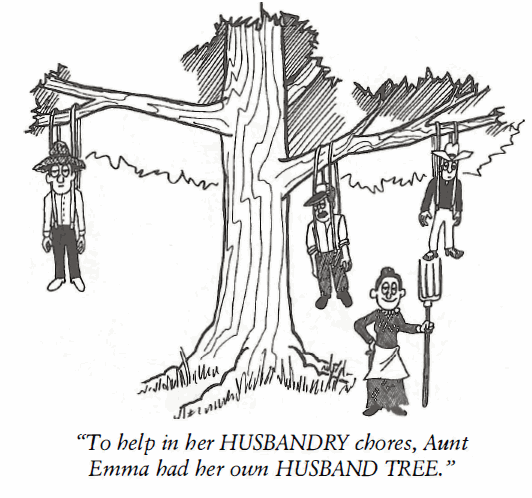 “To help in her HUSBANDRY chores, Aunt
Emma had her own HUSBAND TREE.”